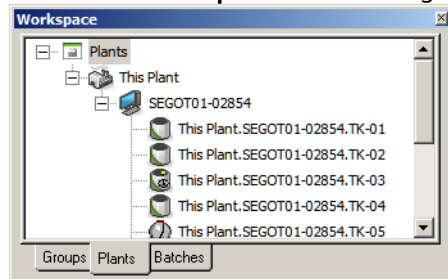 Workspace
Plants
This Plant
SEGOT01-02854
This Plant.SEGOT01-02854.TK-01
This Plant.SEGOT01-02854.TK-02
This Plant.SEGOT01-02854.TK-03
This Plant.SEGOT01-02854.TK-04
This Plant.SEGOT01-02854.TK-05
Groups Plants Batches